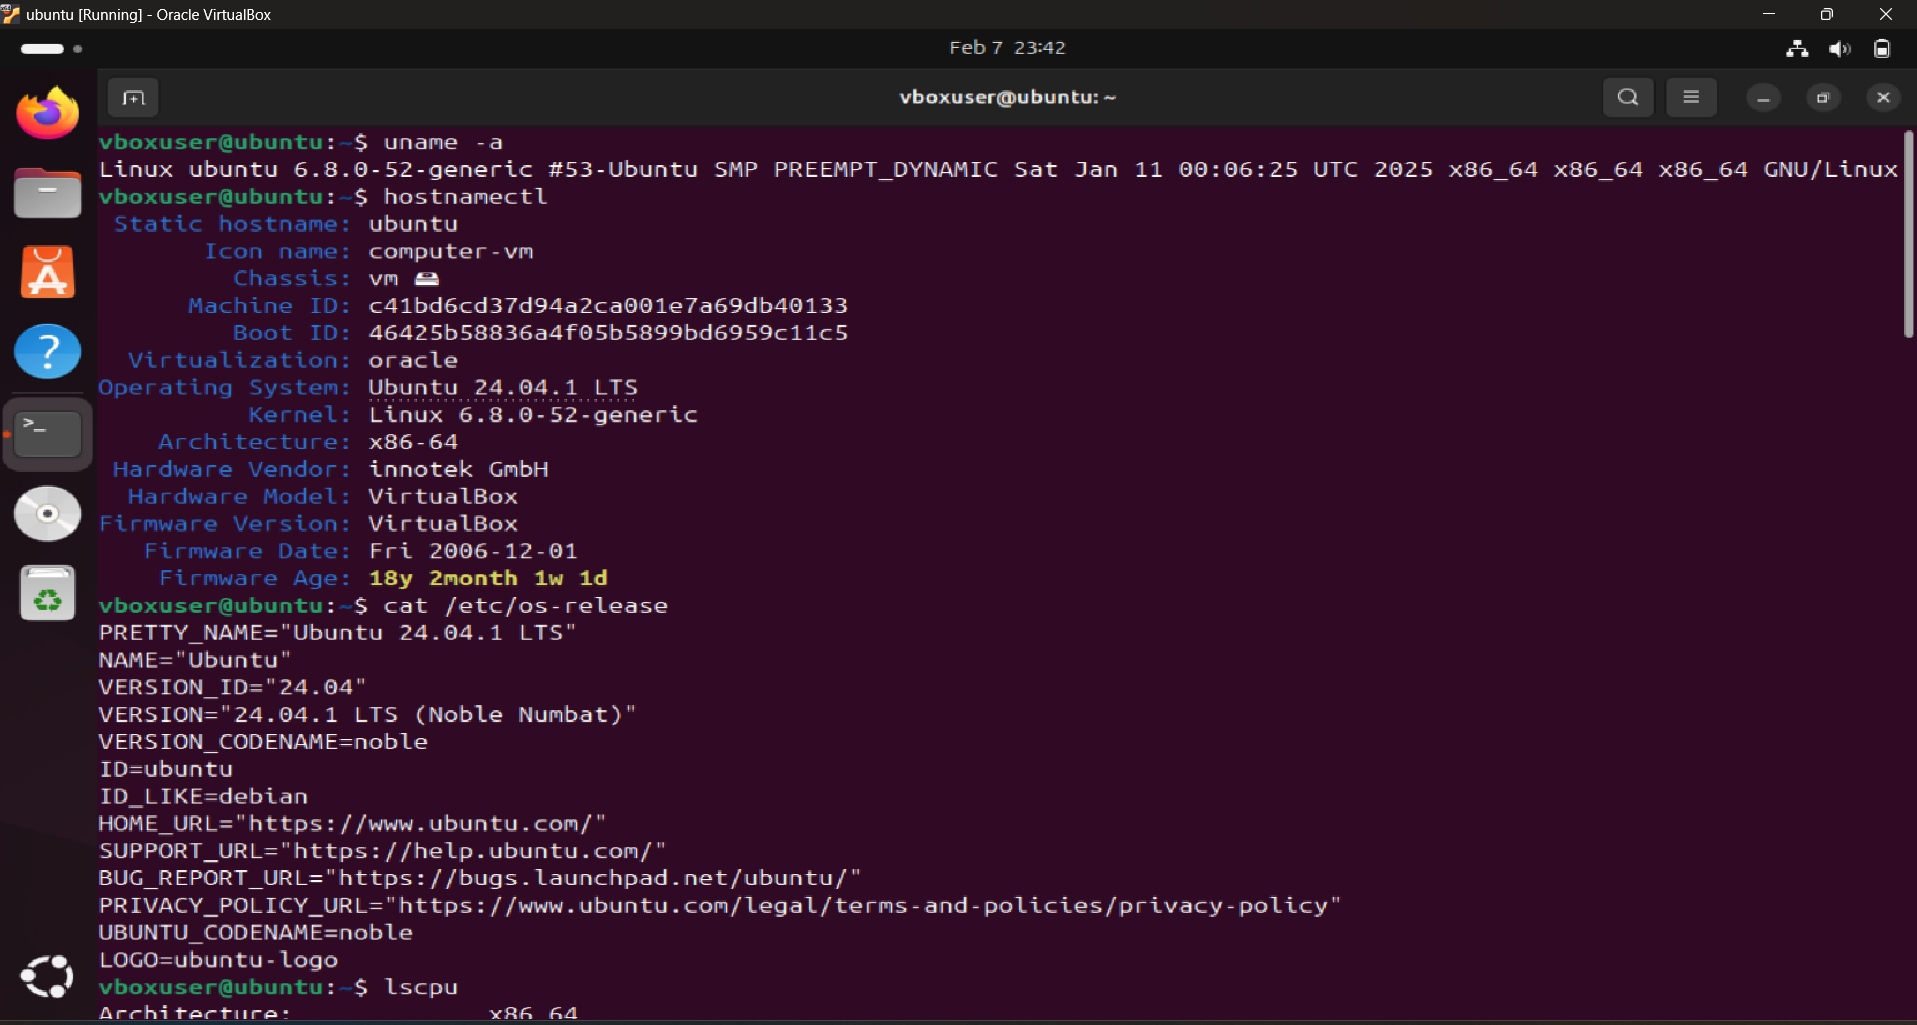 ubuntu [Running] - Oracle VirtualBox
Feb 7 23:42
vboxuser@ubuntu: ~
vboxuser@ubuntu:~$ uname -a
Linux ubuntu 6.8.0-52-generic #53-Ubuntu SMP PREEMPT_DYNAMIC Sat Jan 11 00:06:25 UTC 2025 x86_64 x86_64 x86_64 GNU/Linux
vboxuser@ubuntu:~$ hostnamectl
Static hostname: ubuntu
Icon name: computer-vm
Chassis: vm 🖴
Machine ID: c41bd6cd37d94a2ca001e7a69db40133
Boot ID: 46425b58836a4f05b5899bd6959c11c5
Virtualization: oracle
Operating System: Ubuntu 24.04.1 LTS
Kernel: Linux 6.8.0-52-generic
Architecture: x86-64
Hardware Vendor: innotek GmbH
Hardware Model: VirtualBox
Firmware Version: VirtualBox
Firmware Date: Fri 2006-12-01
Firmware Age: 18y 2month 1w 1d
vboxuser@ubuntu:~$ cat /etc/os-release
PRETTY_NAME="Ubuntu 24.04.1 LTS"
NAME="Ubuntu"
VERSION_ID="24.04"
VERSION="24.04.1 LTS (Noble Numbat)"
VERSION_CODENAME=noble
ID=ubuntu
ID_LIKE=debian
HOME_URL="https://www.ubuntu.com/"
SUPPORT_URL="https://help.ubuntu.com/"
BUG_REPORT_URL="https://bugs.launchpad.net/ubuntu/"
PRIVACY_POLICY_URL="https://www.ubuntu.com/legal/terms-and-policies/privacy-policy"
UBUNTU_CODENAME=noble
LOGO=ubuntu-logo
vboxuser@ubuntu:~$ lscpu
Architecture: x86_64